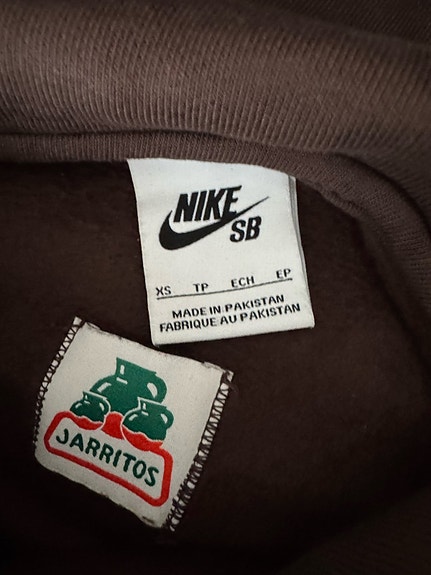 NIKE
SB
XS TP ECH EP
MADE IN PAKISTAN
FABRIQUE AU PAKISTAN
JARRITOS